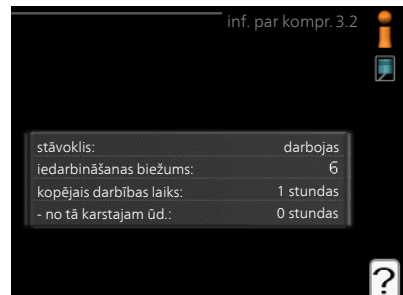 inf. par kompr. 3.2
stāvoklis: darbojas
iedarbināšanas biežums: 6
kopējais darbības laiks: 1 stundas
- no tā karstajam ūd.: 0 stundas
?